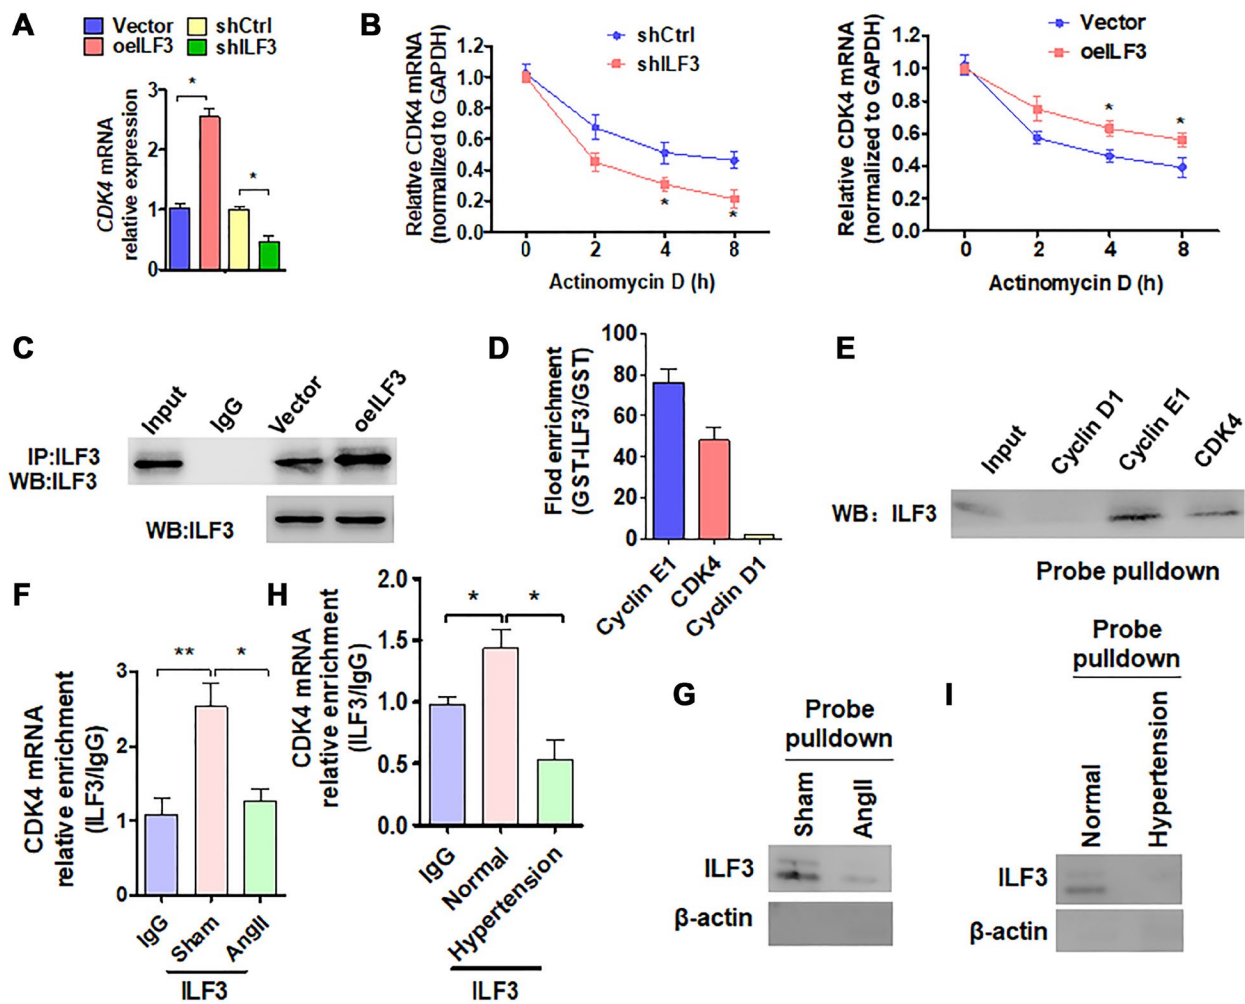 A
Vector
shCtrl
oeILF3
shILF3
CDK4 mRNA
relative expression
3
2
1
0
*
*
B
Relative CDK4 mRNA
(normalized to GAPDH)
1.2
1.0
0.8
0.6
0.4
0.2
0.0
shCtrl
shILF3
*
*
0
2
4
8
Actinomycin D (h)
Relative CDK4 mRNA
(normalized to GAPDH)
1.2
1.0
0.8
0.6
0.4
0.2
0.0
Vector
oeILF3
*
*
0
2
4
8
Actinomycin D (h)
C
Input
IgG
Vector
oeILF3
IP:ILF3
WB:ILF3
WB:ILF3
D
Flod enrichment
(GST-ILF3/GST)
100
80
60
40
20
0
Cyclin E1
CDK4
Cyclin D1
E
Input
Cyclin D1
Cyclin E1
CDK4
WB: ILF3
Probe pulldown
F
CDK4 mRNA
relative enrichment
(ILF3/IgG)
3
2
1
0
**
*
IgG
Sham
AngII
ILF3
H
CDK4 mRNA
relative enrichment
(ILF3/IgG)
2.0
1.5
1.0
0.5
0.0
*
*
IgG
Normal
Hypertension
ILF3
G
Probe
pulldown
Sham
AngII
ILF3
β-actin
I
Probe
pulldown
Normal
Hypertension
ILF3
β-actin